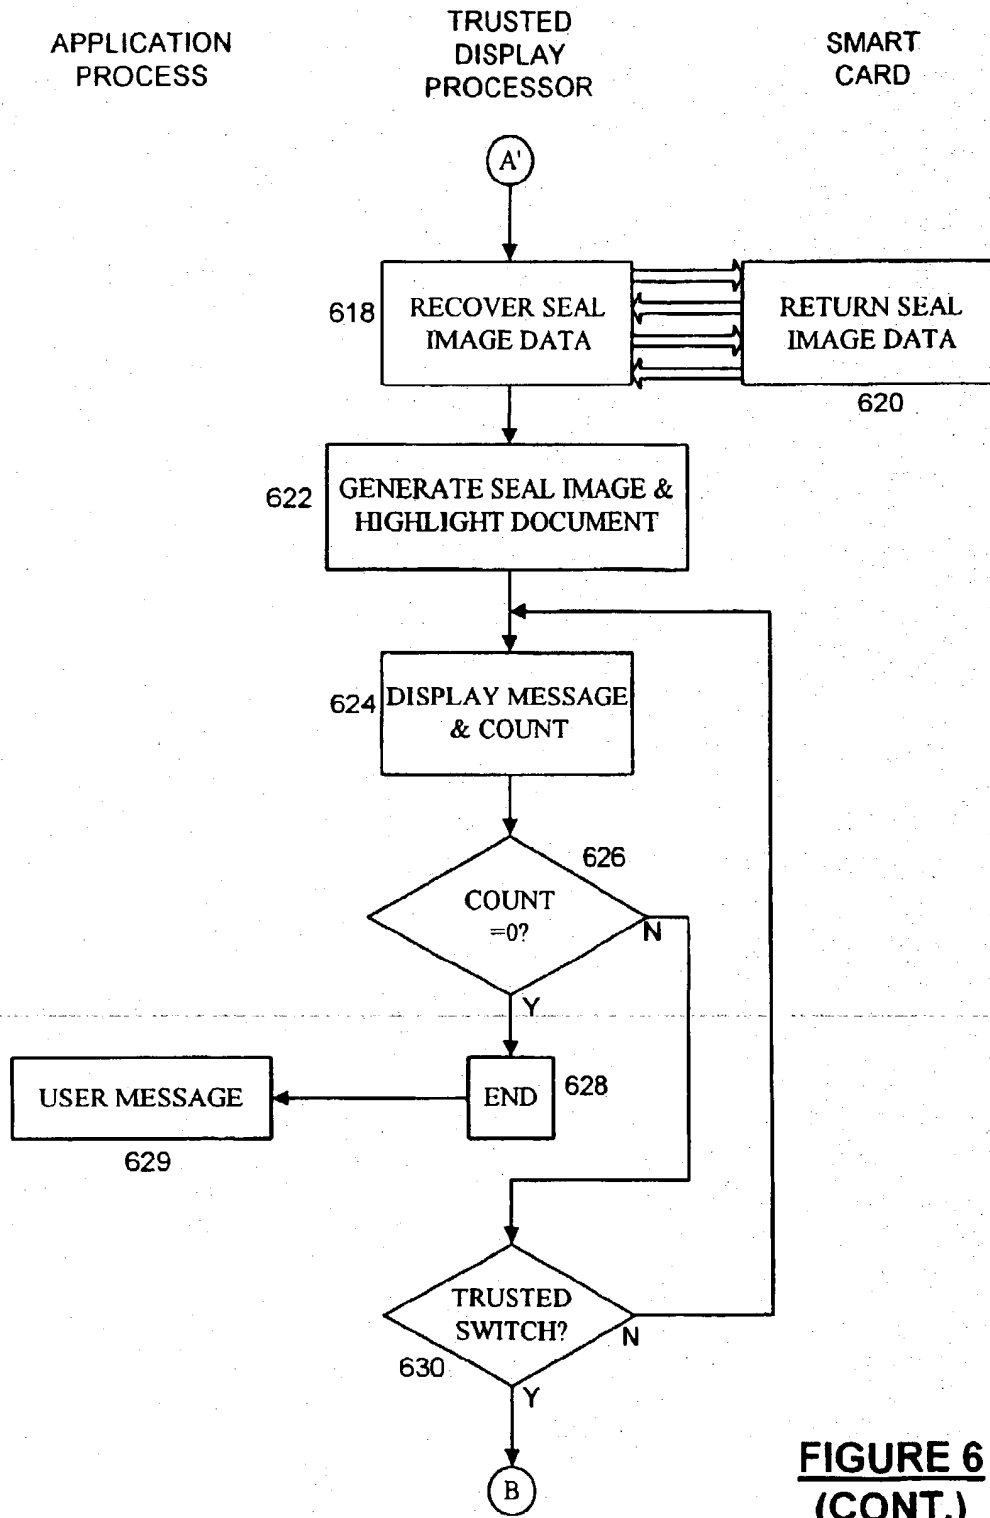 APPLICATION
PROCESS
TRUSTED
DISPLAY
PROCESSOR
SMART
CARD
A'
618
RECOVER SEAL
IMAGE DATA
RETURN SEAL
IMAGE DATA
620
622
GENERATE SEAL IMAGE &
HIGHLIGHT DOCUMENT
624
DISPLAY MESSAGE
& COUNT
626
COUNT
=0?
N
Y
USER MESSAGE
629
END
628
TRUSTED
SWITCH?
N
630
Y
B
FIGURE 6
(CONT.)